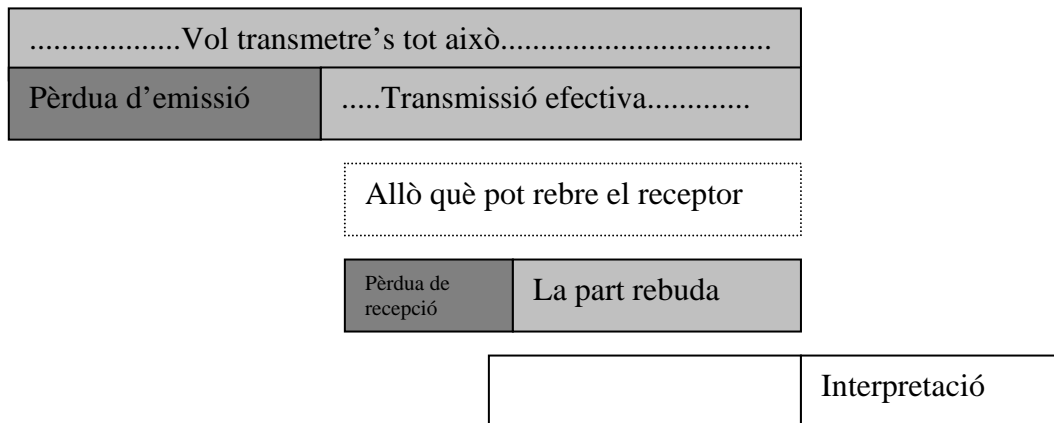 ..................Vol transmetre’s tot això.................................
Pèrdua d’emissió
.....Transmissió efectiva.............
Allò què pot rebre el receptor
Pèrdua de
recepció
La part rebuda
Interpretació